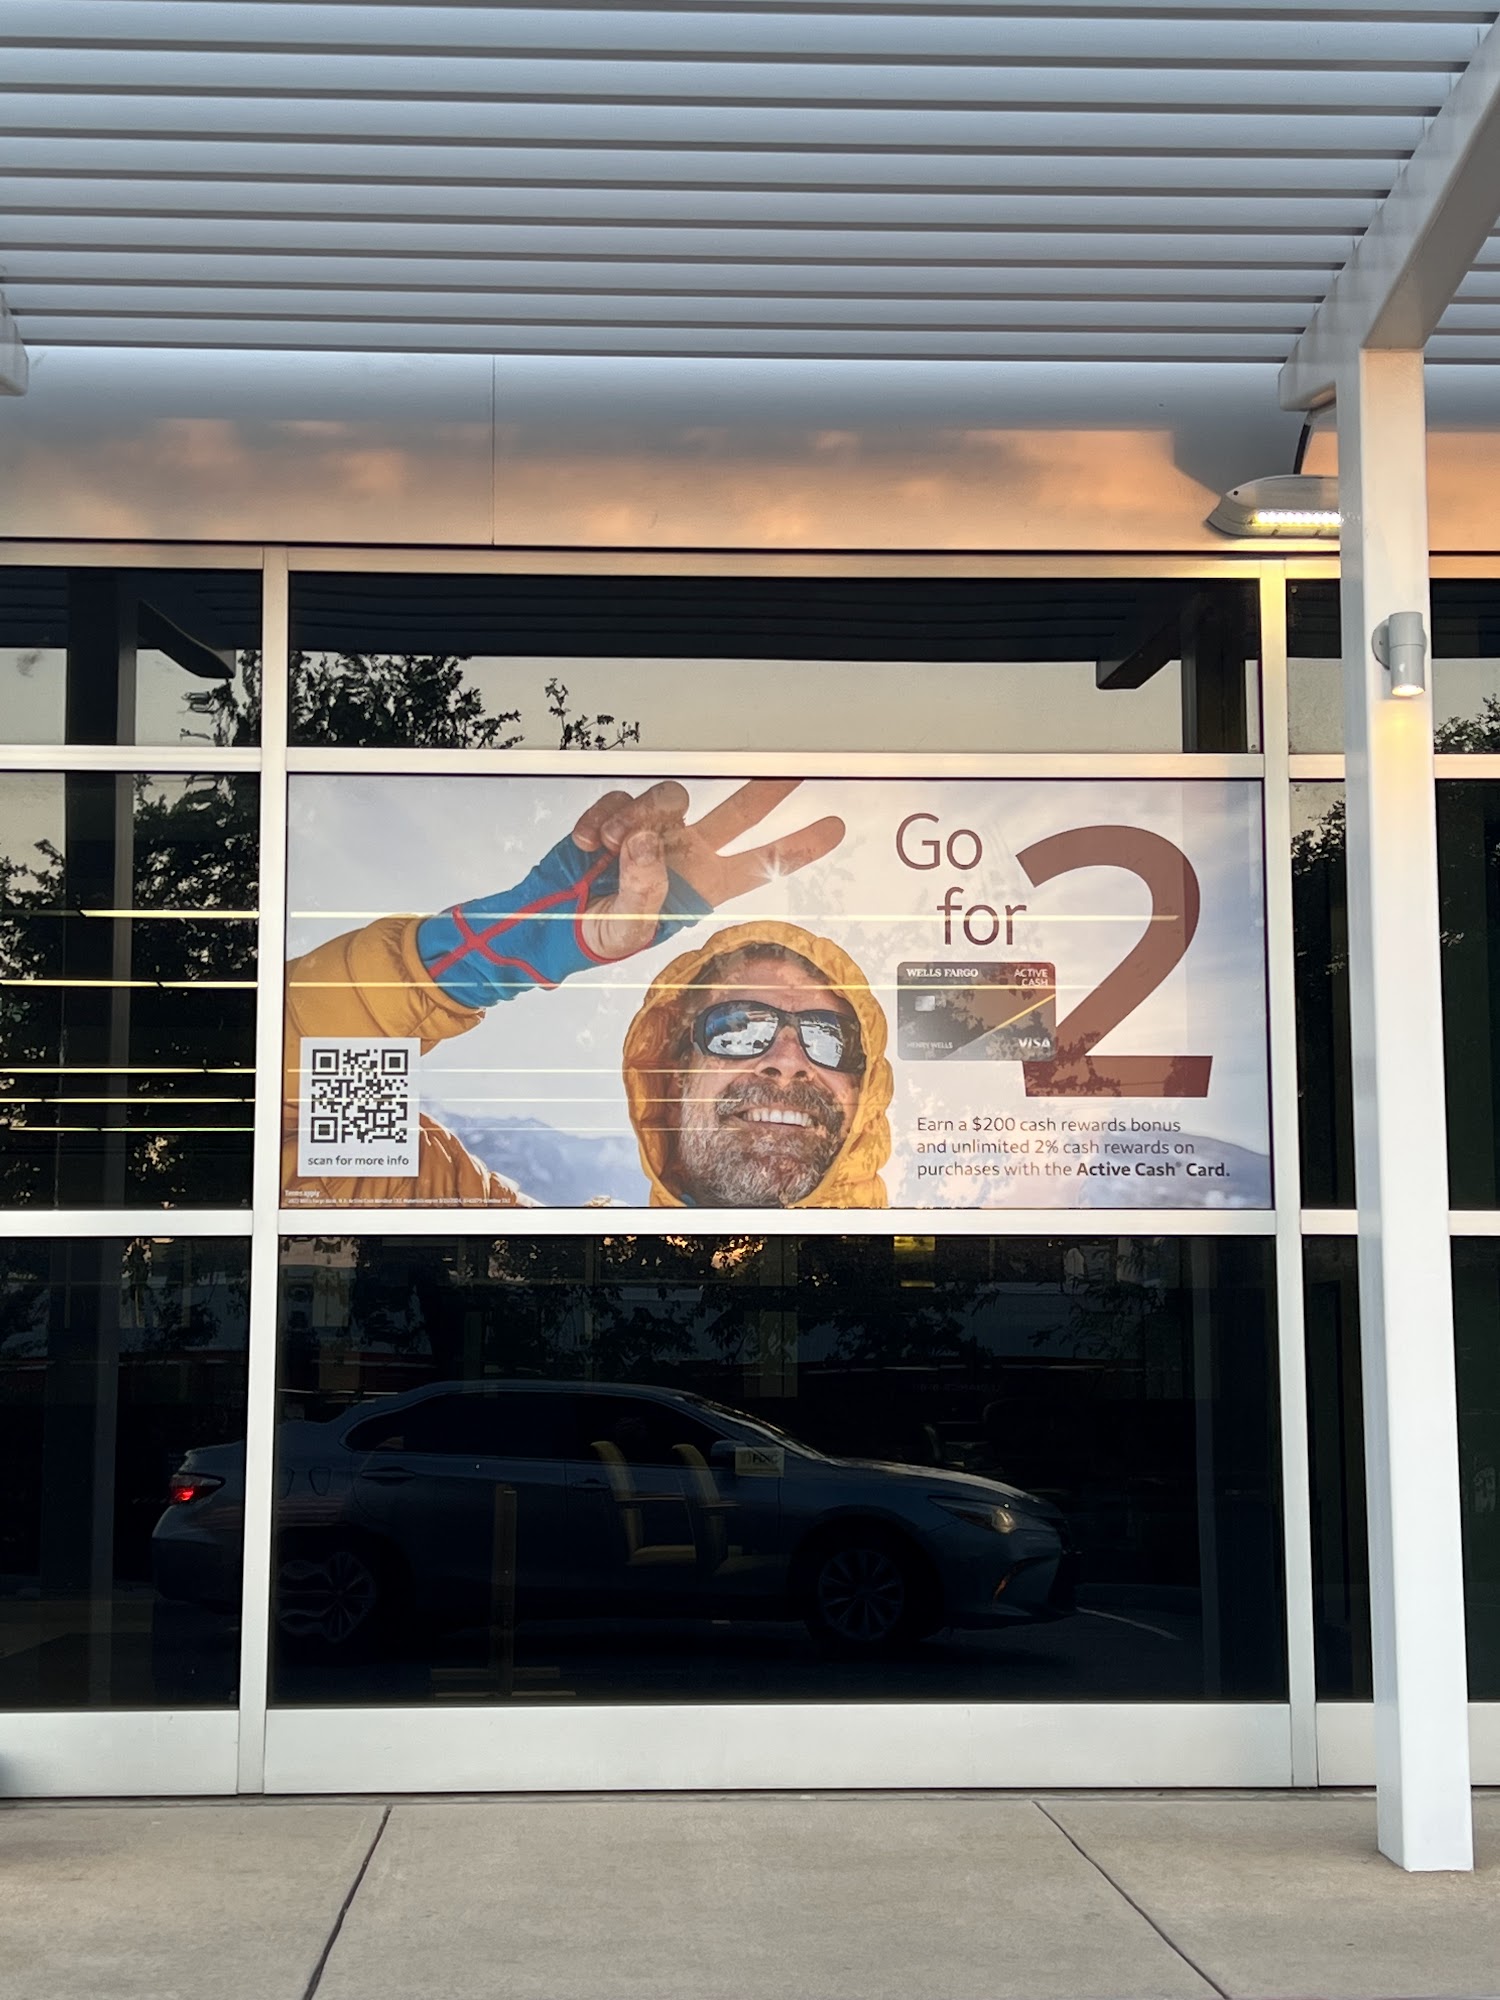 Go
for
2
WELLS FARGO
ACTIVE
CASH
HENRY WELLS
VISA
Earn a $200 cash rewards bonus
and unlimited 2% cash rewards on
purchases with the Active Cash® Card.
scan for more info
Terms apply
FDIC